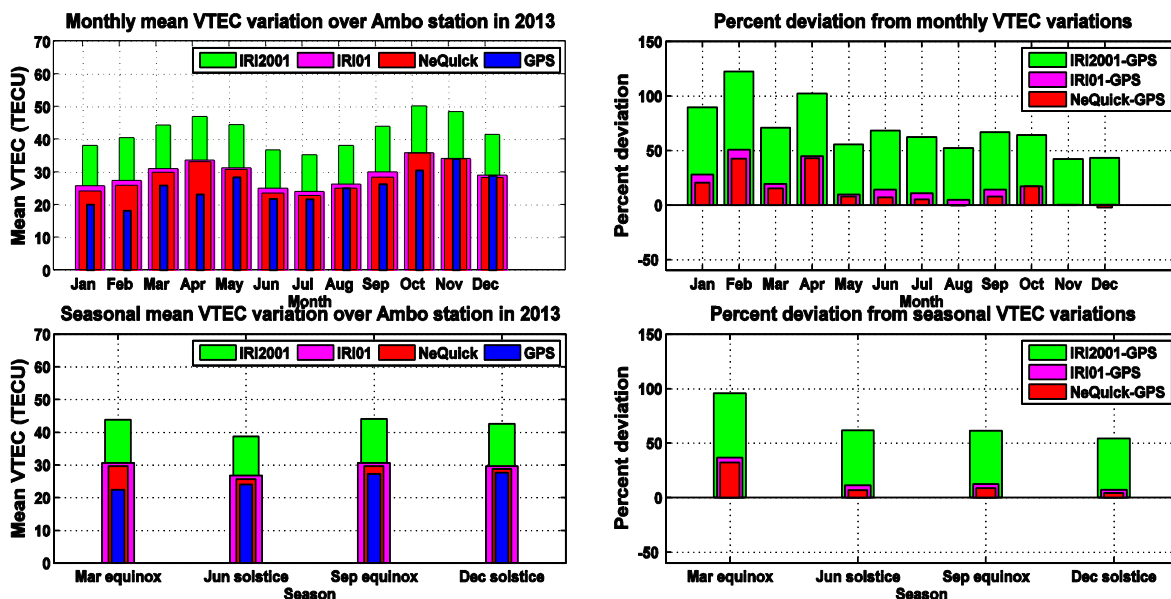 Monthly mean VTEC variation over Ambo station in 2013
70
60
50
40
30
20
10
0
Mean VTEC (TECU)
IRI2001 IRI01 NeQuick GPS
Jan Feb Mar Apr May Jun Jul Aug Sep Oct Nov Dec
Month
Percent deviation from monthly VTEC variations
150
100
50
0
-50
Percent deviation
IRI2001-GPS
IRI01-GPS
NeQuick-GPS
Jan Feb Mar Apr May Jun Jul Aug Sep Oct Nov Dec
Month
Seasonal mean VTEC variation over Ambo station in 2013
70
60
50
40
30
20
10
0
Mean VTEC (TECU)
IRI2001 IRI01 NeQuick GPS
Mar equinox Jun solstice Sep equinox Dec solstice
Season
Percent deviation from seasonal VTEC variations
150
100
50
0
-50
Percent deviation
IRI2001-GPS
IRI01-GPS
NeQuick-GPS
Mar equinox Jun solstice Sep equinox Dec solstice
Season